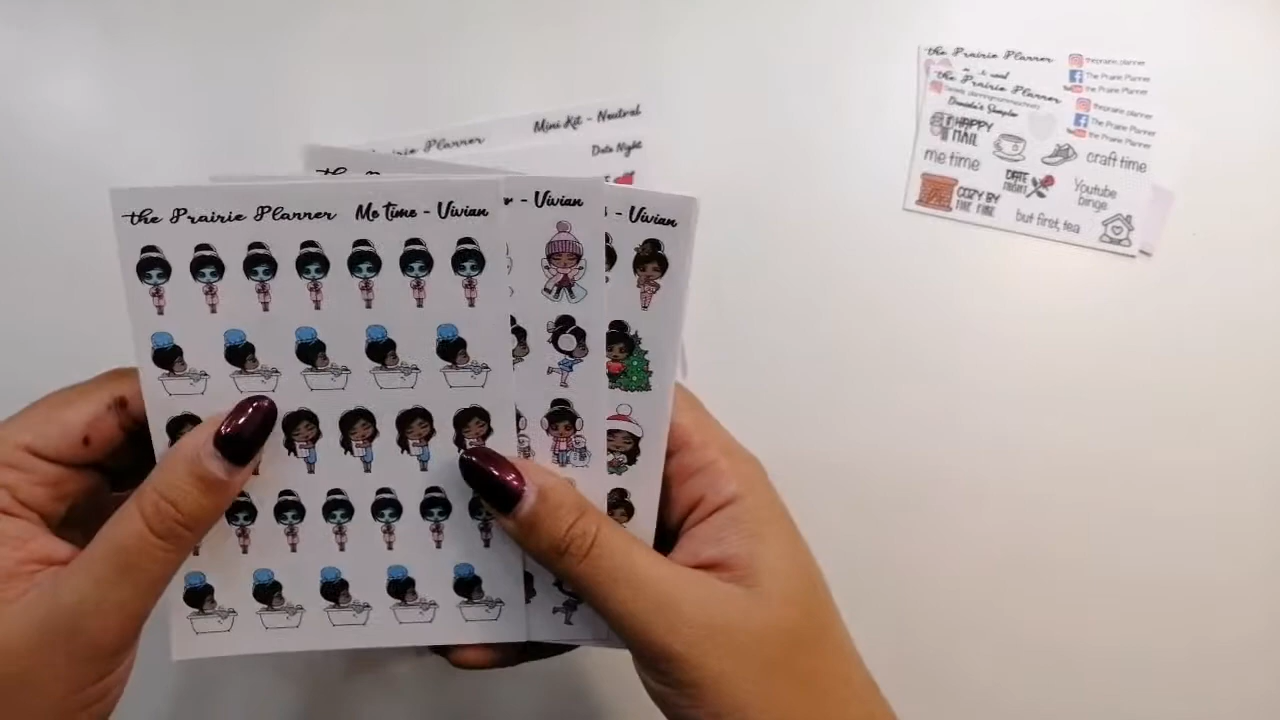 the Prairie Planner Me time - Vivian
- Vivian
- Vivian
Prairie Planner Mini Kit - Neutral
Date Night
the Prairie Planner
theprairie.planner
The Prairie Planner
the Prairie Planner
the Prairie Planner
theprairie.planner
The Prairie Planner
the Prairie Planner
HAPPY MAIL
me time
craft time
DATE NIGHT
Youtube binge
COZY BY THE FIRE
but first, tea